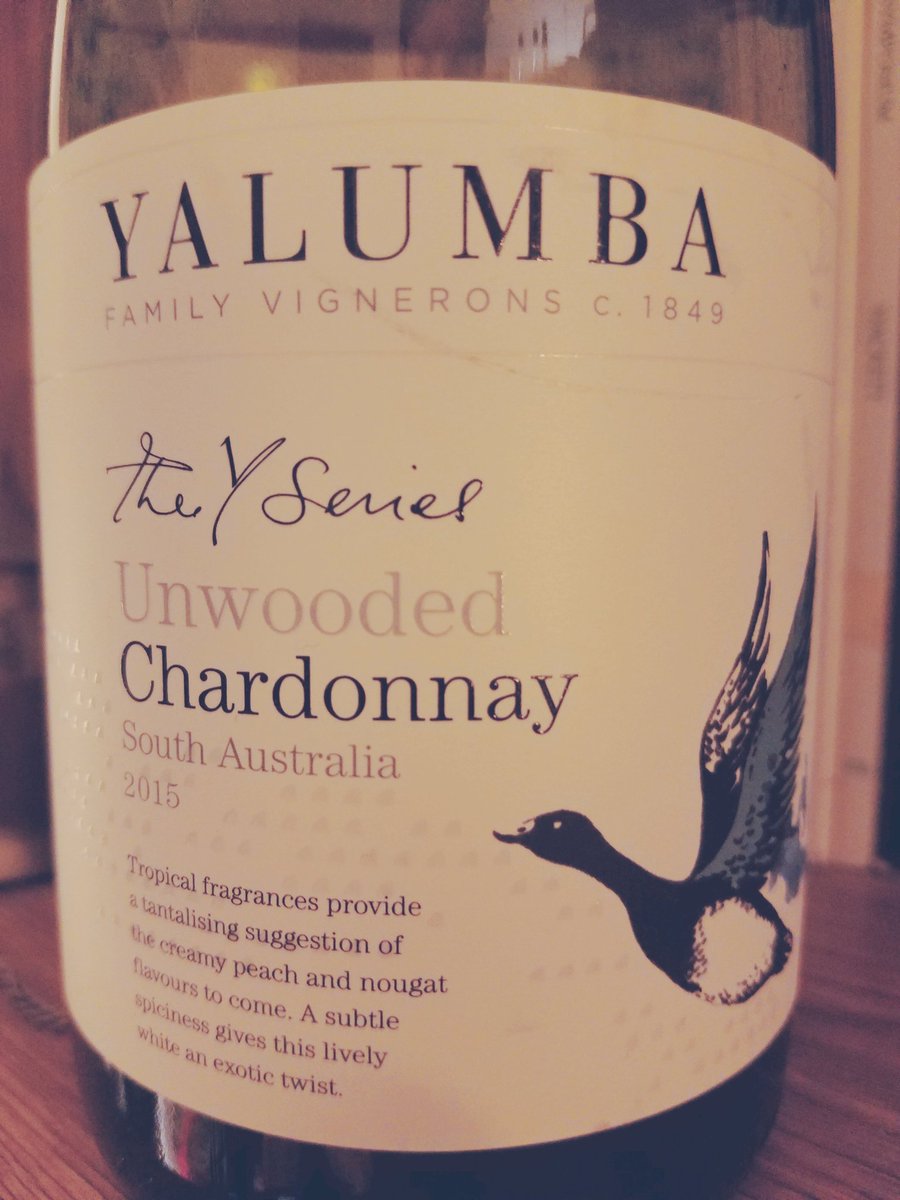 YALUMBA
FAMILY VIGNERONS C. 1849
the Y Series
Unwooded
Chardonnay
South Australia
2015
Tropical fragrances provide
a tantalising suggestion of
the creamy peach and nougat
flavours to come. A subtle
spiciness gives this lively
white an exotic twist.